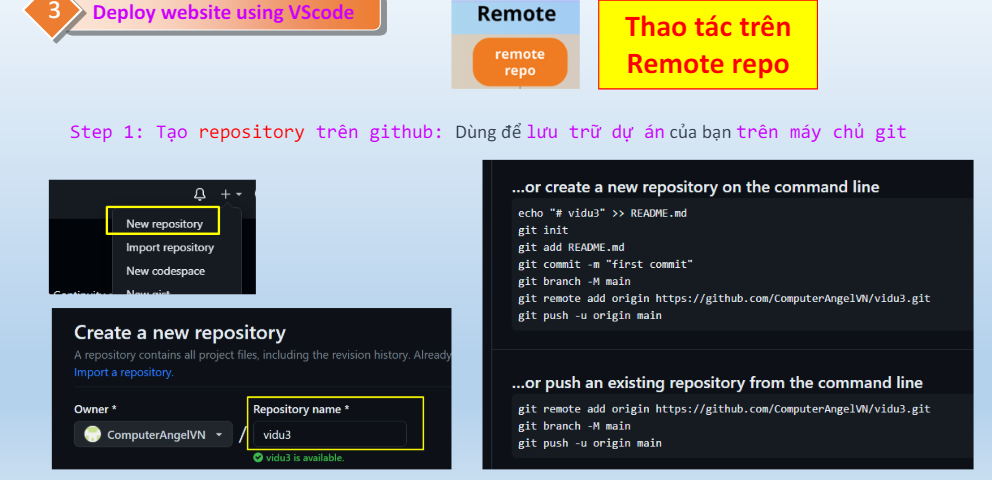 3
Deploy website using VScode
Remote
remote
repo
Thao tác trên
Remote repo
Step 1: Tạo repository trên github: Dùng để lưu trữ dự án của bạn trên máy chủ git
New repository
Import repository
New codespace
New gist
Create a new repository
A repository contains all project files, including the revision history. Already
Import a repository.
Owner *
Repository name *
ComputerAngelVN
/
vidu3
vidu3 is available.
...or create a new repository on the command line
echo "# vidu3" >> README.md
git init
git add README.md
git commit -m "first commit"
git branch -M main
git remote add origin https://github.com/ComputerAngelVN/vidu3.git
git push -u origin main
...or push an existing repository from the command line
git remote add origin https://github.com/ComputerAngelVN/vidu3.git
git branch -M main
git push -u origin main